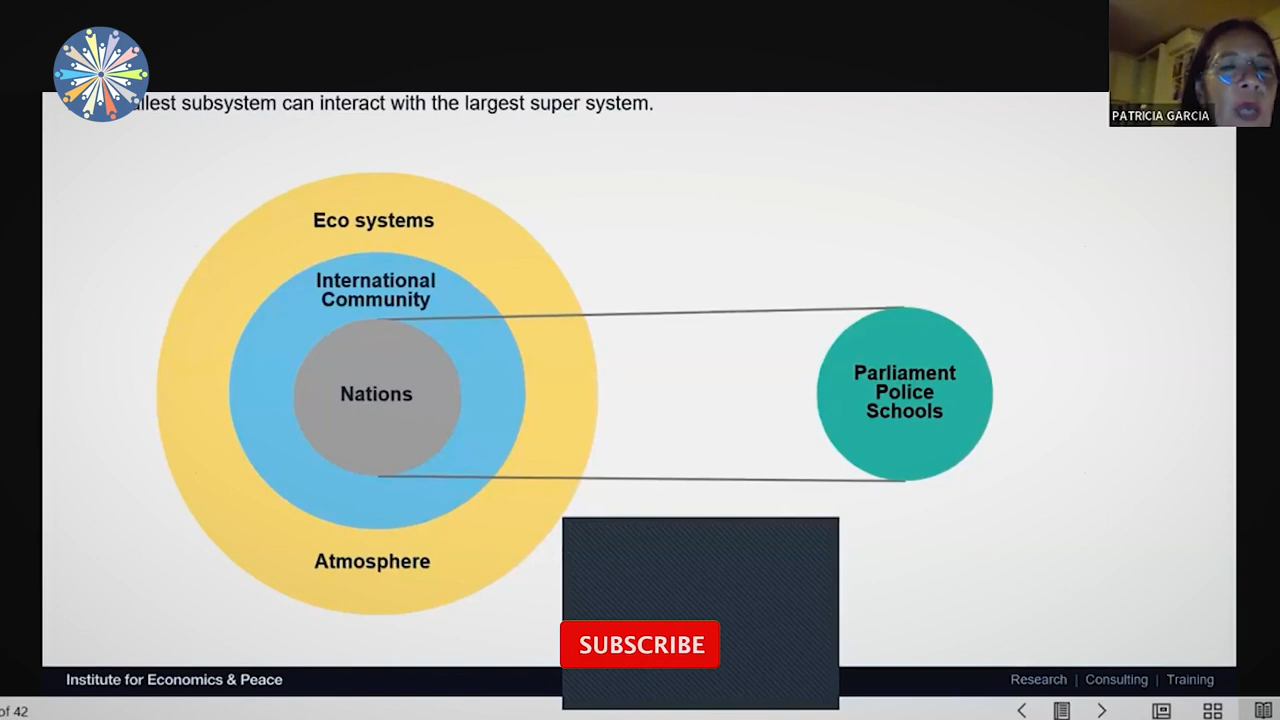 subsystem can interact with the largest super system.
PATRICIA GARCIA
Eco systems
International
Community
Nations
Atmosphere
Parliament
Police
Schools
SUBSCRIBE
Institute for Economics & Peace
Research | Consulting | Training
of 42